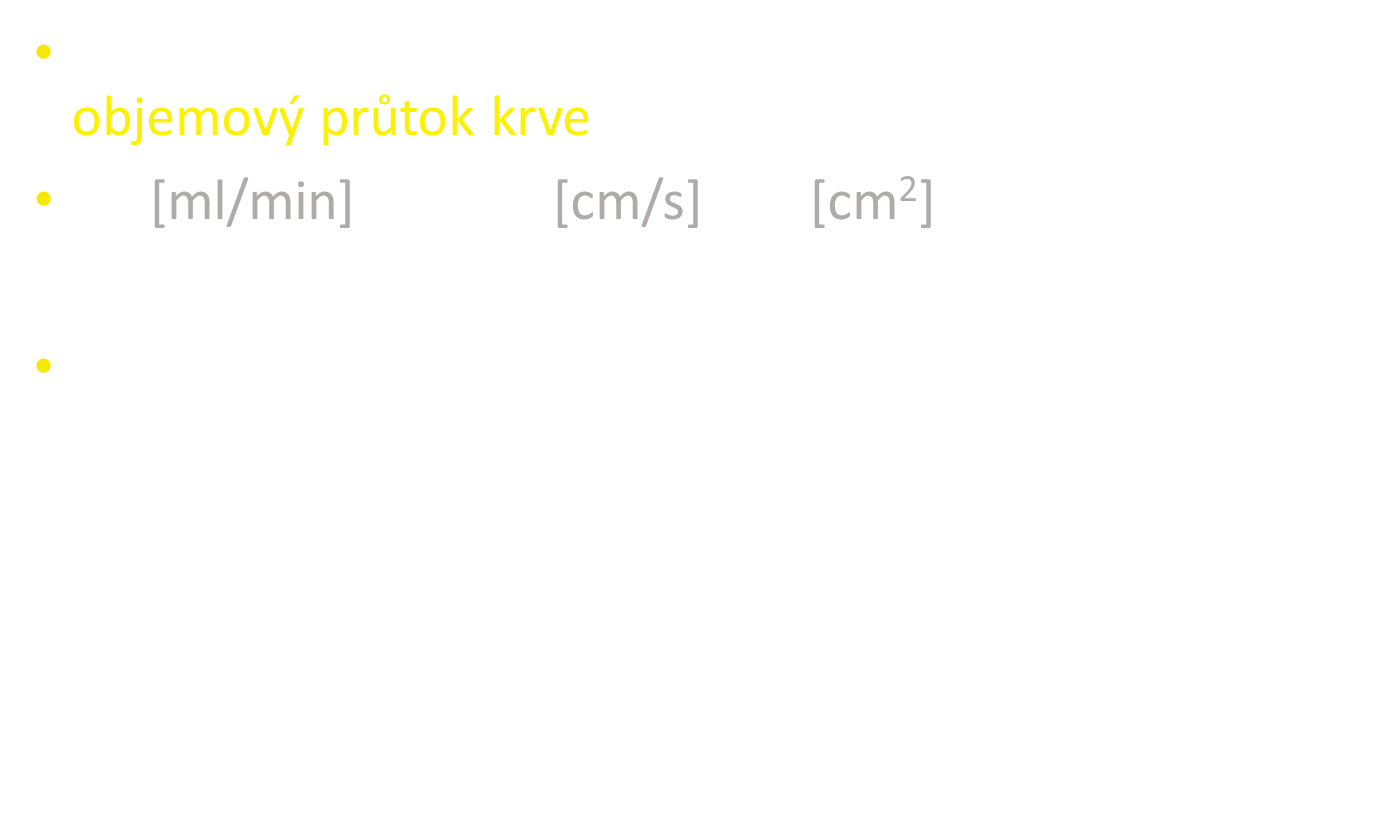 •
objemový průtok krve
• [ml/min] [cm/s] [cm²]
•